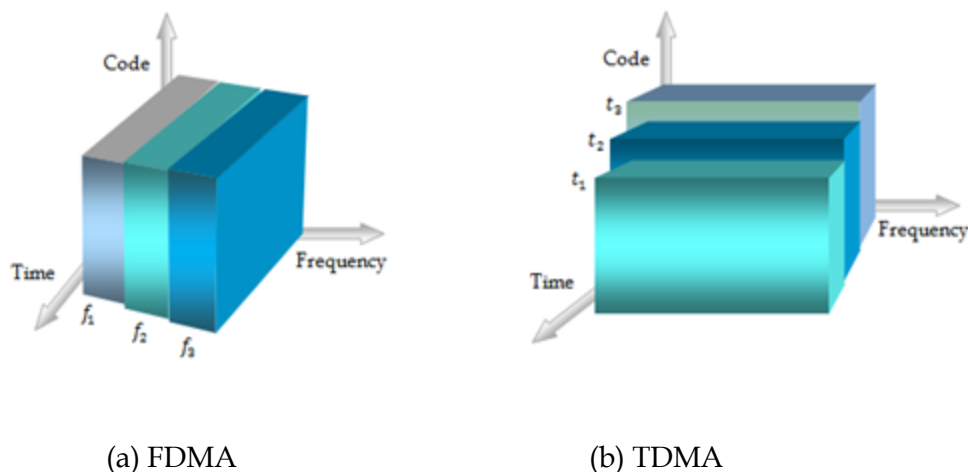 Code
Frequency
Time
f₁
f₂
f₃
(a) FDMA
Code
t₃
t₂
t₁
Frequency
Time
(b) TDMA